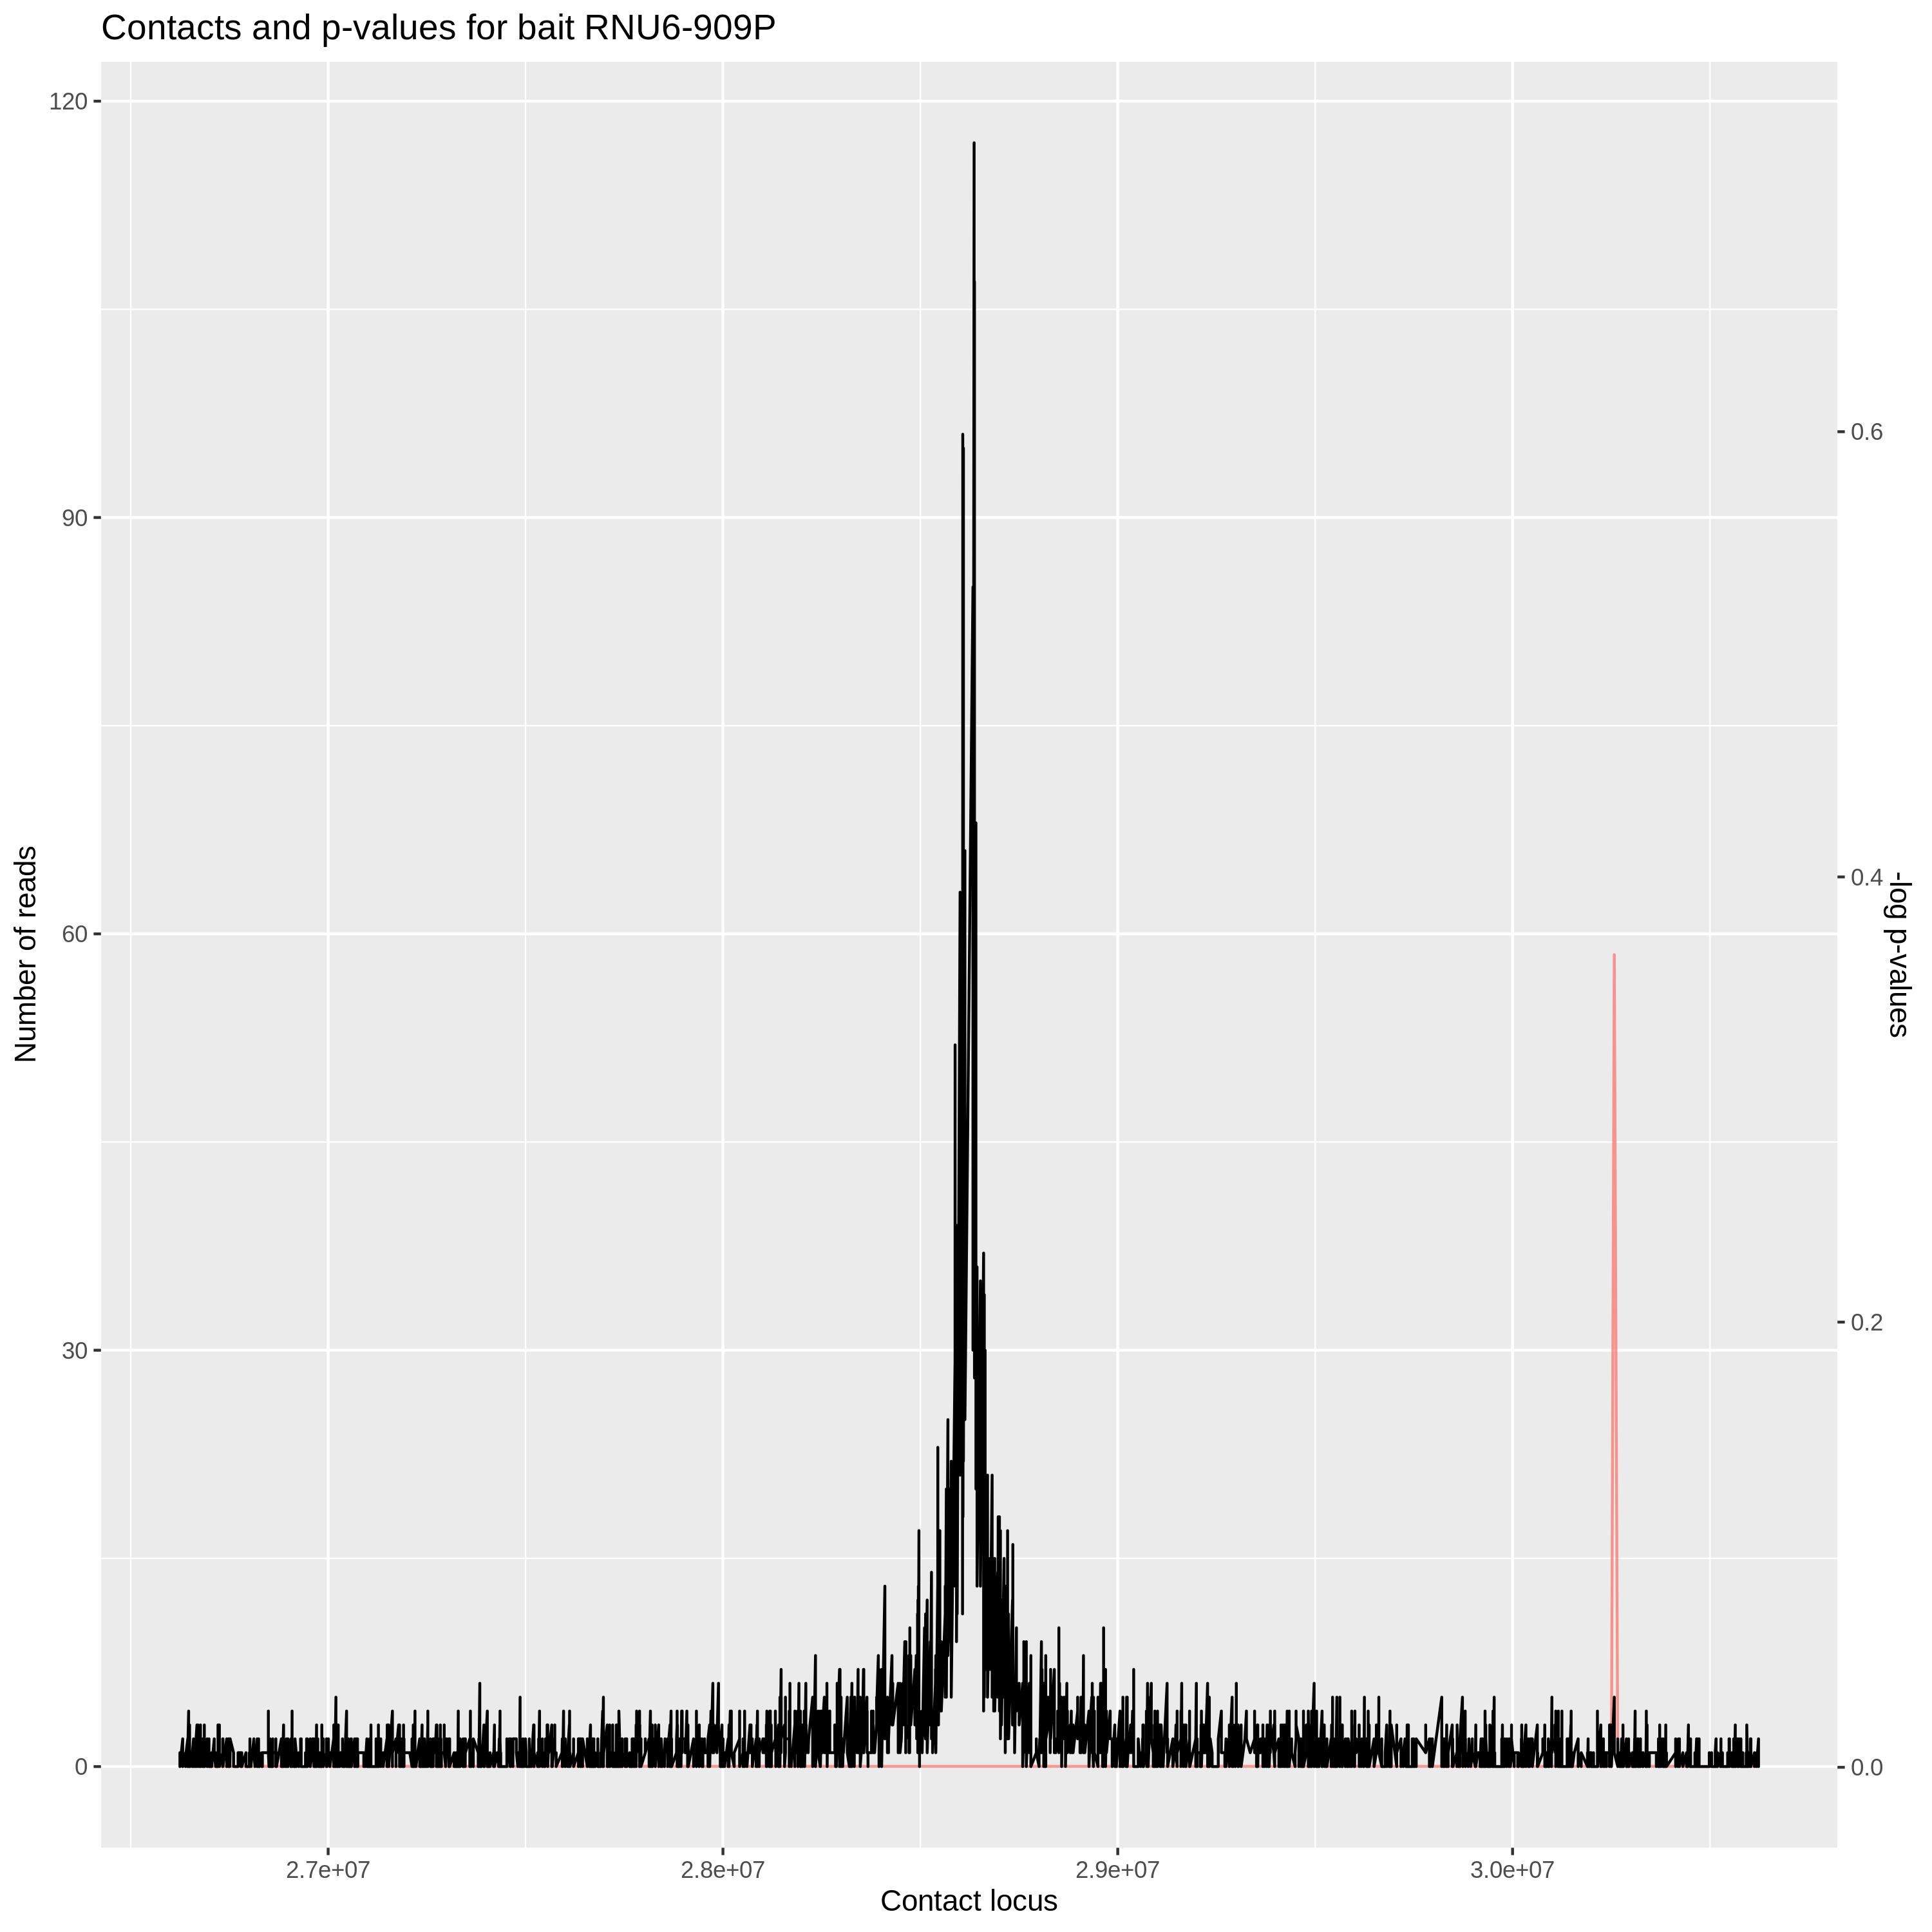 Contacts and p-values for bait RNU6-909P
120
90
60
30
0
Number of reads
0.6
0.4
0.2
0.0
-log p-values
2.7e+07
2.8e+07
2.9e+07
3.0e+07
Contact locus